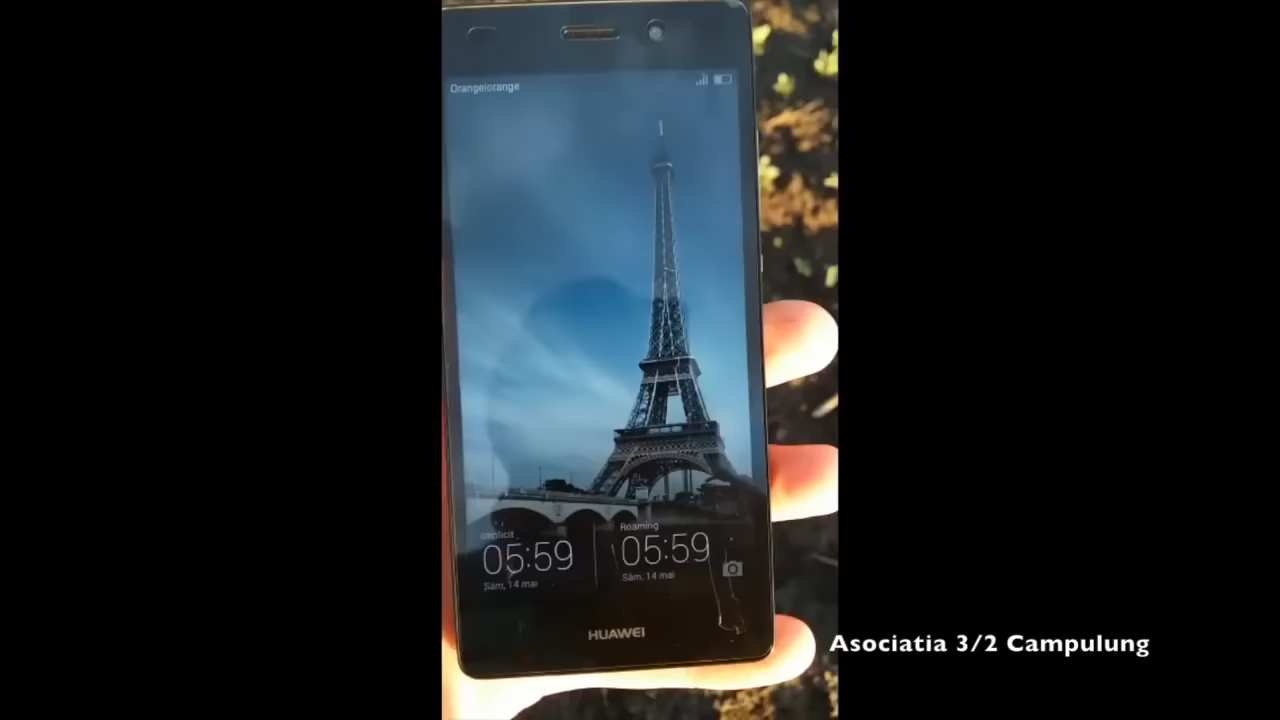 Orange|orange
Implicit
05:59
Sâm, 14 mai
Roaming
05:59
Sâm, 14 mai
HUAWEI
Asociatia 3/2 Campulung